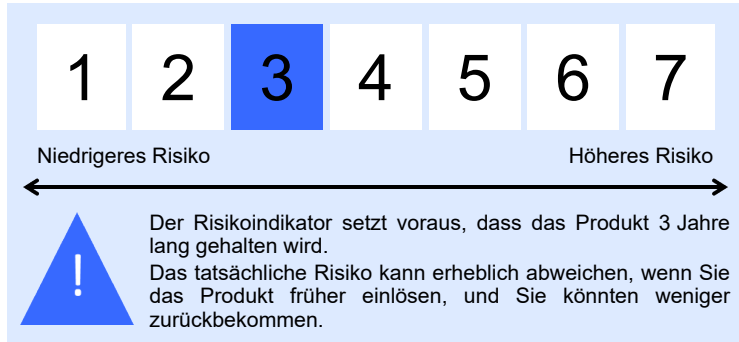 1 2 3 4 5 6 7
Niedrigeres Risiko Höheres Risiko
Der Risikoindikator setzt voraus, dass das Produkt 3 Jahre
lang gehalten wird.
Das tatsächliche Risiko kann erheblich abweichen, wenn Sie
das Produkt früher einlösen, und Sie könnten weniger
zurückbekommen.
!